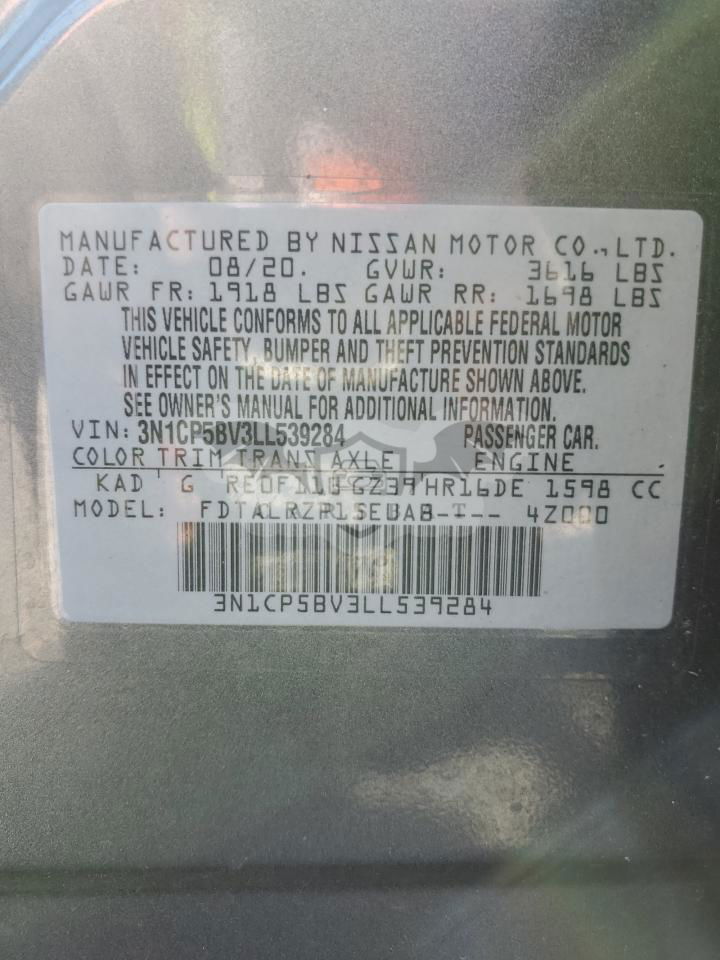 MANUFACTURED BY NISSAN MOTOR CO., LTD.
DATE: 08/20. GVWR: 3616 LBS
GAWR FR: 1918 LBS GAWR RR: 1698 LBS
THIS VEHICLE CONFORMS TO ALL APPLICABLE FEDERAL MOTOR
VEHICLE SAFETY, BUMPER AND THEFT PREVENTION STANDARDS
IN EFFECT ON THE DATE OF MANUFACTURE SHOWN ABOVE.
SEE OWNER'S MANUAL FOR ADDITIONAL INFORMATION.
VIN: 3N1CP5BV3LL539284 PASSENGER CAR.
COLOR TRIM TRANS AXLE ENGINE
KAD G GZ39 HR16DE 1598 CC
MODEL:
3N1CP5BV3LL539284